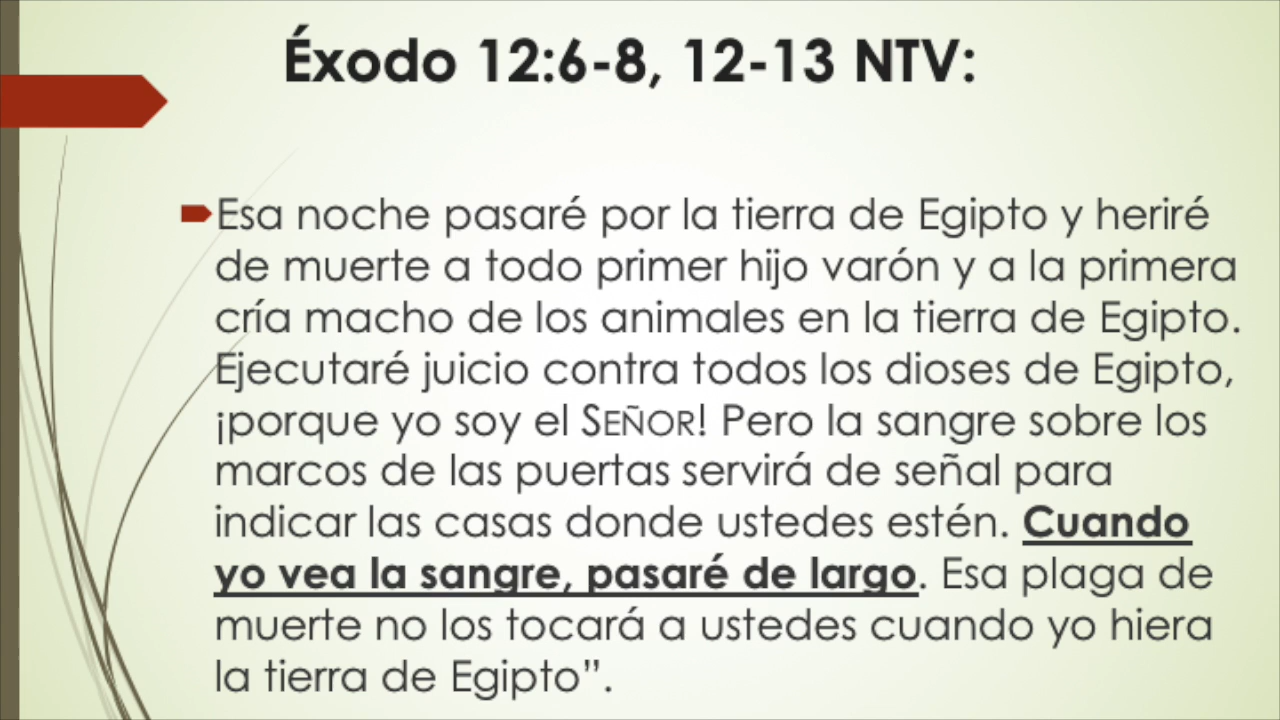 Éxodo 12:6-8, 12-13 NTV:
Esa noche pasaré por la tierra de Egipto y heriré
de muerte a todo primer hijo varón y a la primera
cría macho de los animales en la tierra de Egipto.
Ejecutaré juicio contra todos los dioses de Egipto,
¡porque yo soy el SEÑOR! Pero la sangre sobre los
marcos de las puertas servirá de señal para
indicar las casas donde ustedes estén. Cuando
yo vea la sangre, pasaré de largo. Esa plaga de
muerte no los tocará a ustedes cuando yo hiera
la tierra de Egipto”.